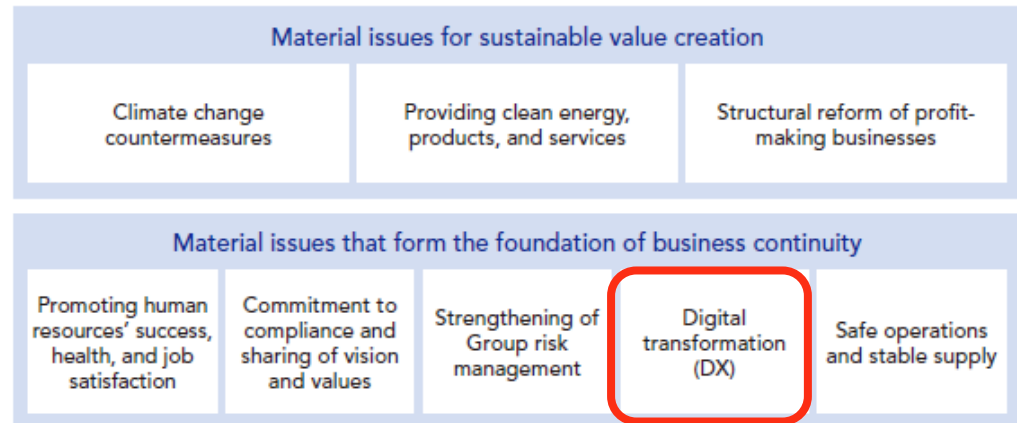 Material issues for sustainable value creation
Climate change
countermeasures
Providing clean energy,
products, and services
Structural reform of profit-
making businesses
Material issues that form the foundation of business continuity
Promoting human
resources' success,
health, and job
satisfaction
Commitment to
compliance and
sharing of vision
and values
Strengthening of
Group risk
management
Digital
transformation
(DX)
Safe operations
and stable supply